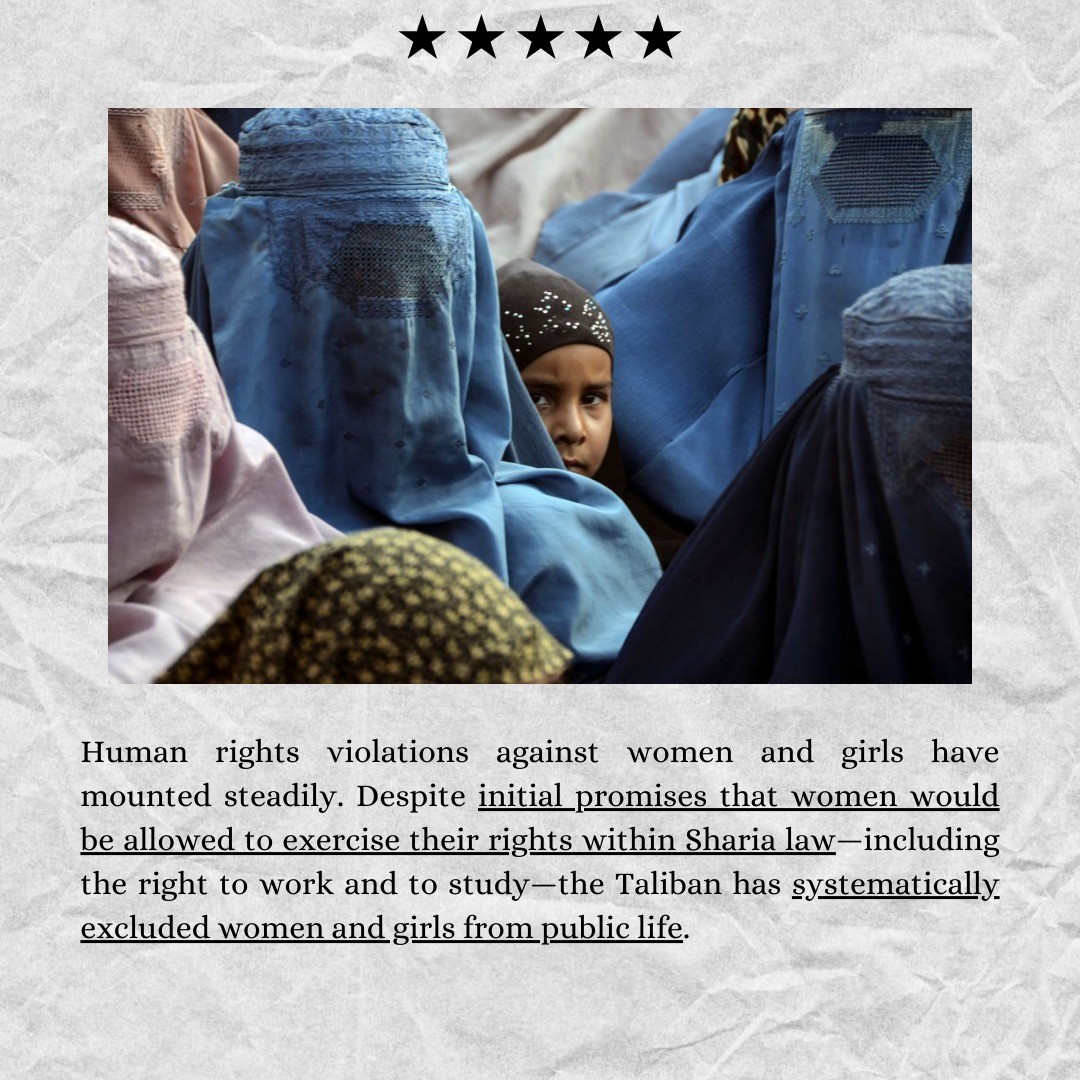 Human rights violations against women and girls have
mounted steadily. Despite initial promises that women would
be allowed to exercise their rights within Sharia law—including
the right to work and to study—the Taliban has systematically
excluded women and girls from public life.